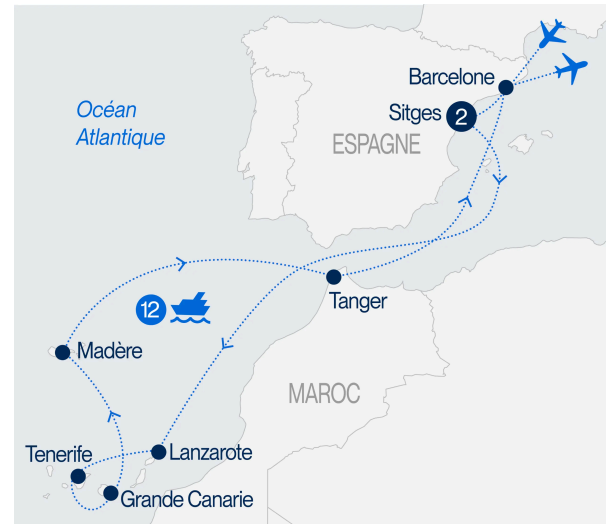 Barcelone
Océan
Atlantique
Sitges 2
ESPAGNE
Tanger
12
Madère
MAROC
Tenerife
Lanzarote
Grande Canarie